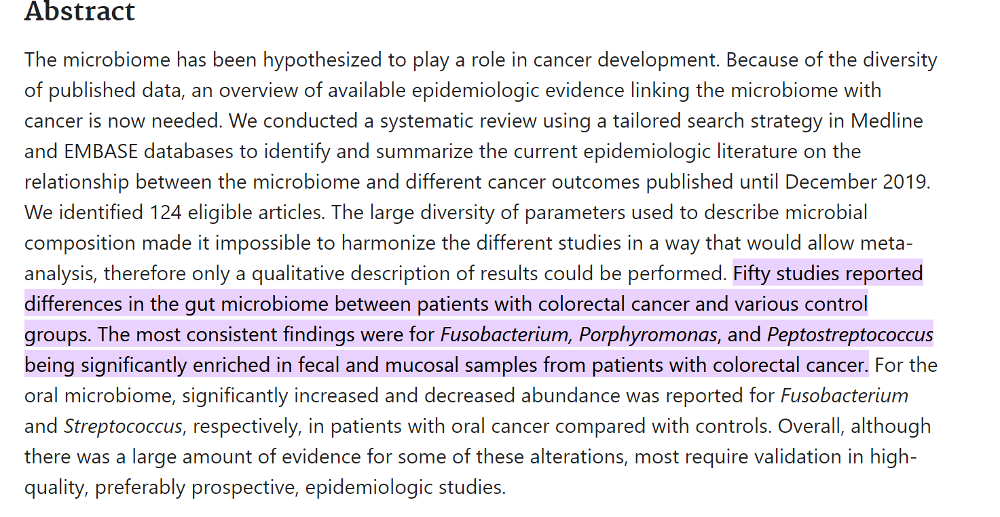 Abstract
The microbiome has been hypothesized to play a role in cancer development. Because of the diversity
of published data, an overview of available epidemiologic evidence linking the microbiome with
cancer is now needed. We conducted a systematic review using a tailored search strategy in Medline
and EMBASE databases to identify and summarize the current epidemiologic literature on the
relationship between the microbiome and different cancer outcomes published until December 2019.
We identified 124 eligible articles. The large diversity of parameters used to describe microbial
composition made it impossible to harmonize the different studies in a way that would allow meta-
analysis, therefore only a qualitative description of results could be performed. Fifty studies reported
differences in the gut microbiome between patients with colorectal cancer and various control
groups. The most consistent findings were for Fusobacterium, Porphyromonas, and Peptostreptococcus
being significantly enriched in fecal and mucosal samples from patients with colorectal cancer. For the
oral microbiome, significantly increased and decreased abundance was reported for Fusobacterium
and Streptococcus, respectively, in patients with oral cancer compared with controls. Overall, although
there was a large amount of evidence for some of these alterations, most require validation in high-
quality, preferably prospective, epidemiologic studies.